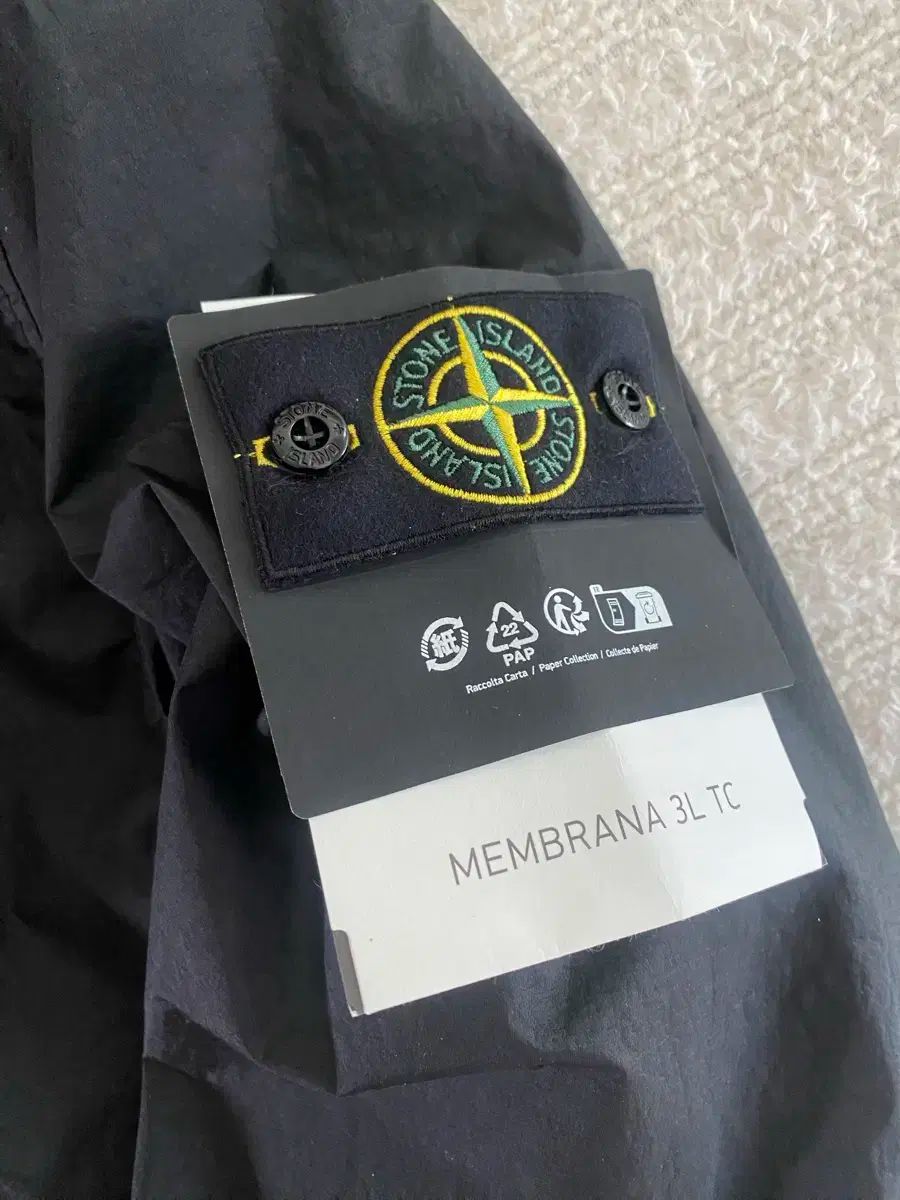 STONE ISLAND
STONE ISLAND
STONE
ISLAND
紙
22
PAP
FR
Raccolta Carta / Paper Collection / Collecte de Papier
MEMBRANA 3L TC